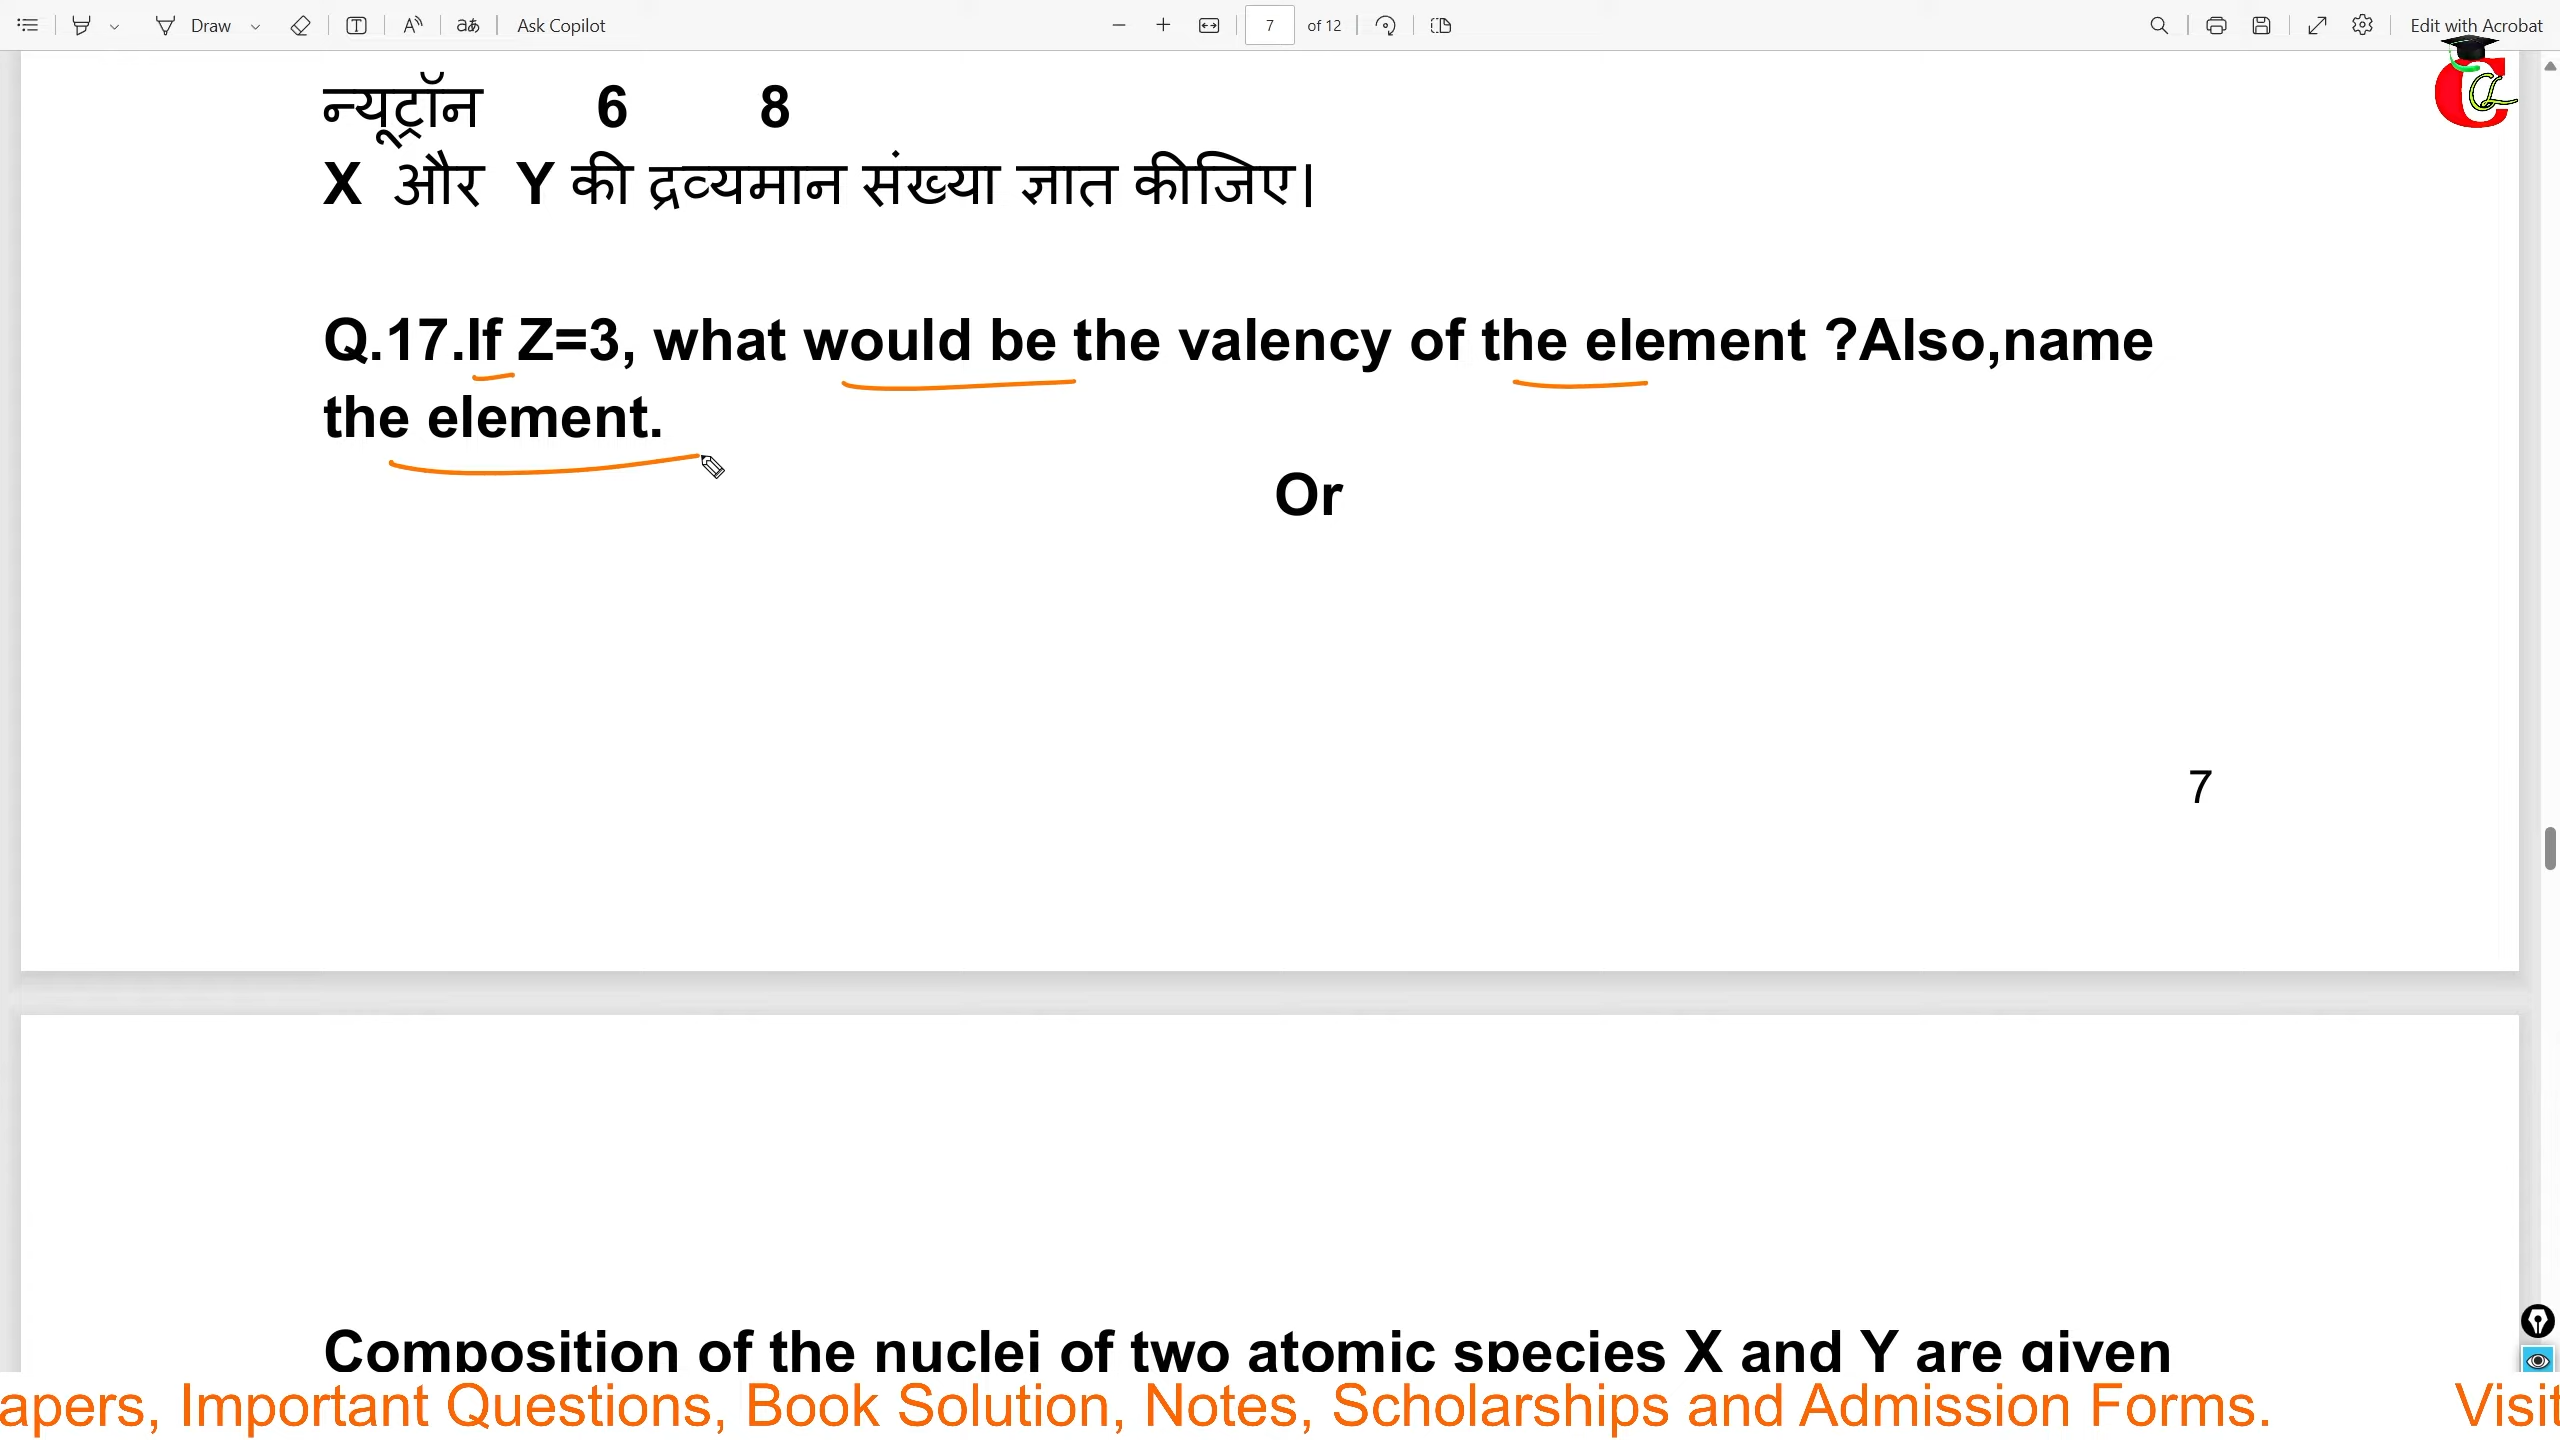 Draw
Ask Copilot
7 of 12
Edit with Acrobat
न्यूट्रॉन 6 8
X और Y की द्रव्यमान संख्या ज्ञात कीजिए।
Q.17.If Z=3, what would be the valency of the element ?Also,name
the element.
Or
7
Composition of the nuclei of two atomic species X and Y are given
apers, Important Questions, Book Solution, Notes, Scholarships and Admission Forms. Visit